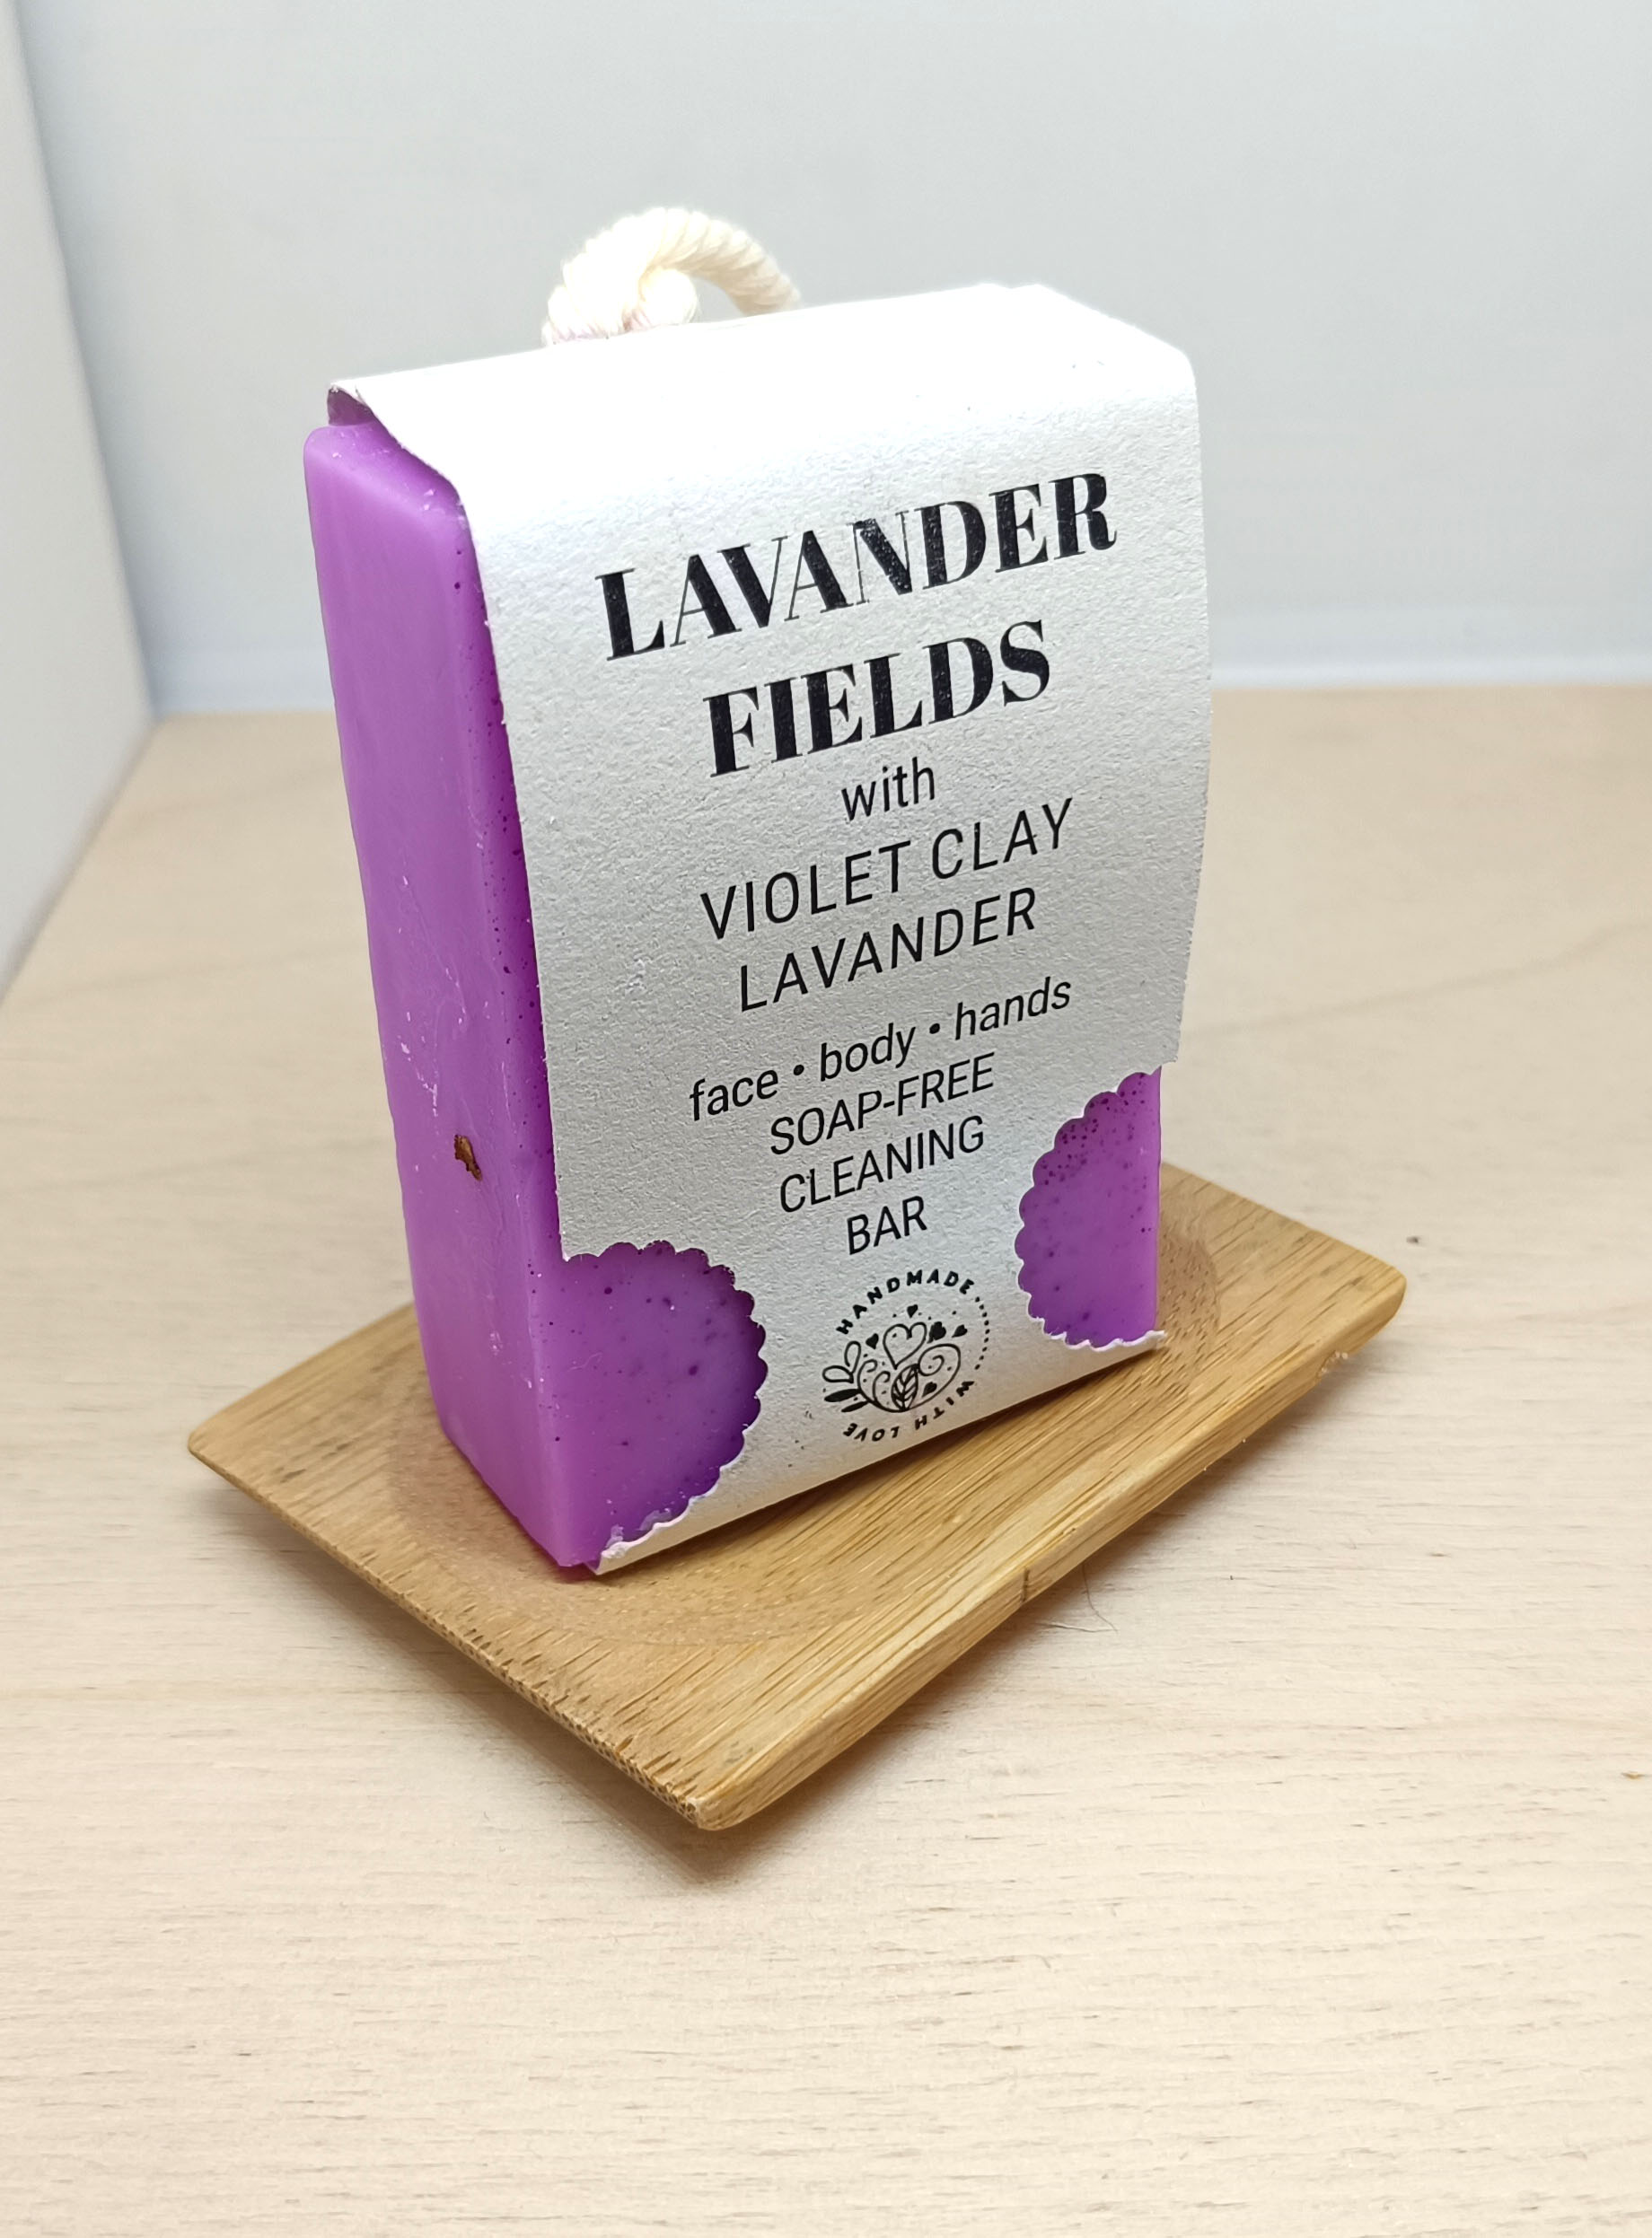 LAVANDER
FIELDS
with
VIOLET CLAY
LAVANDER
face • body • hands
SOAP-FREE
CLEANING
BAR
HANDMADE
WITH LOVE